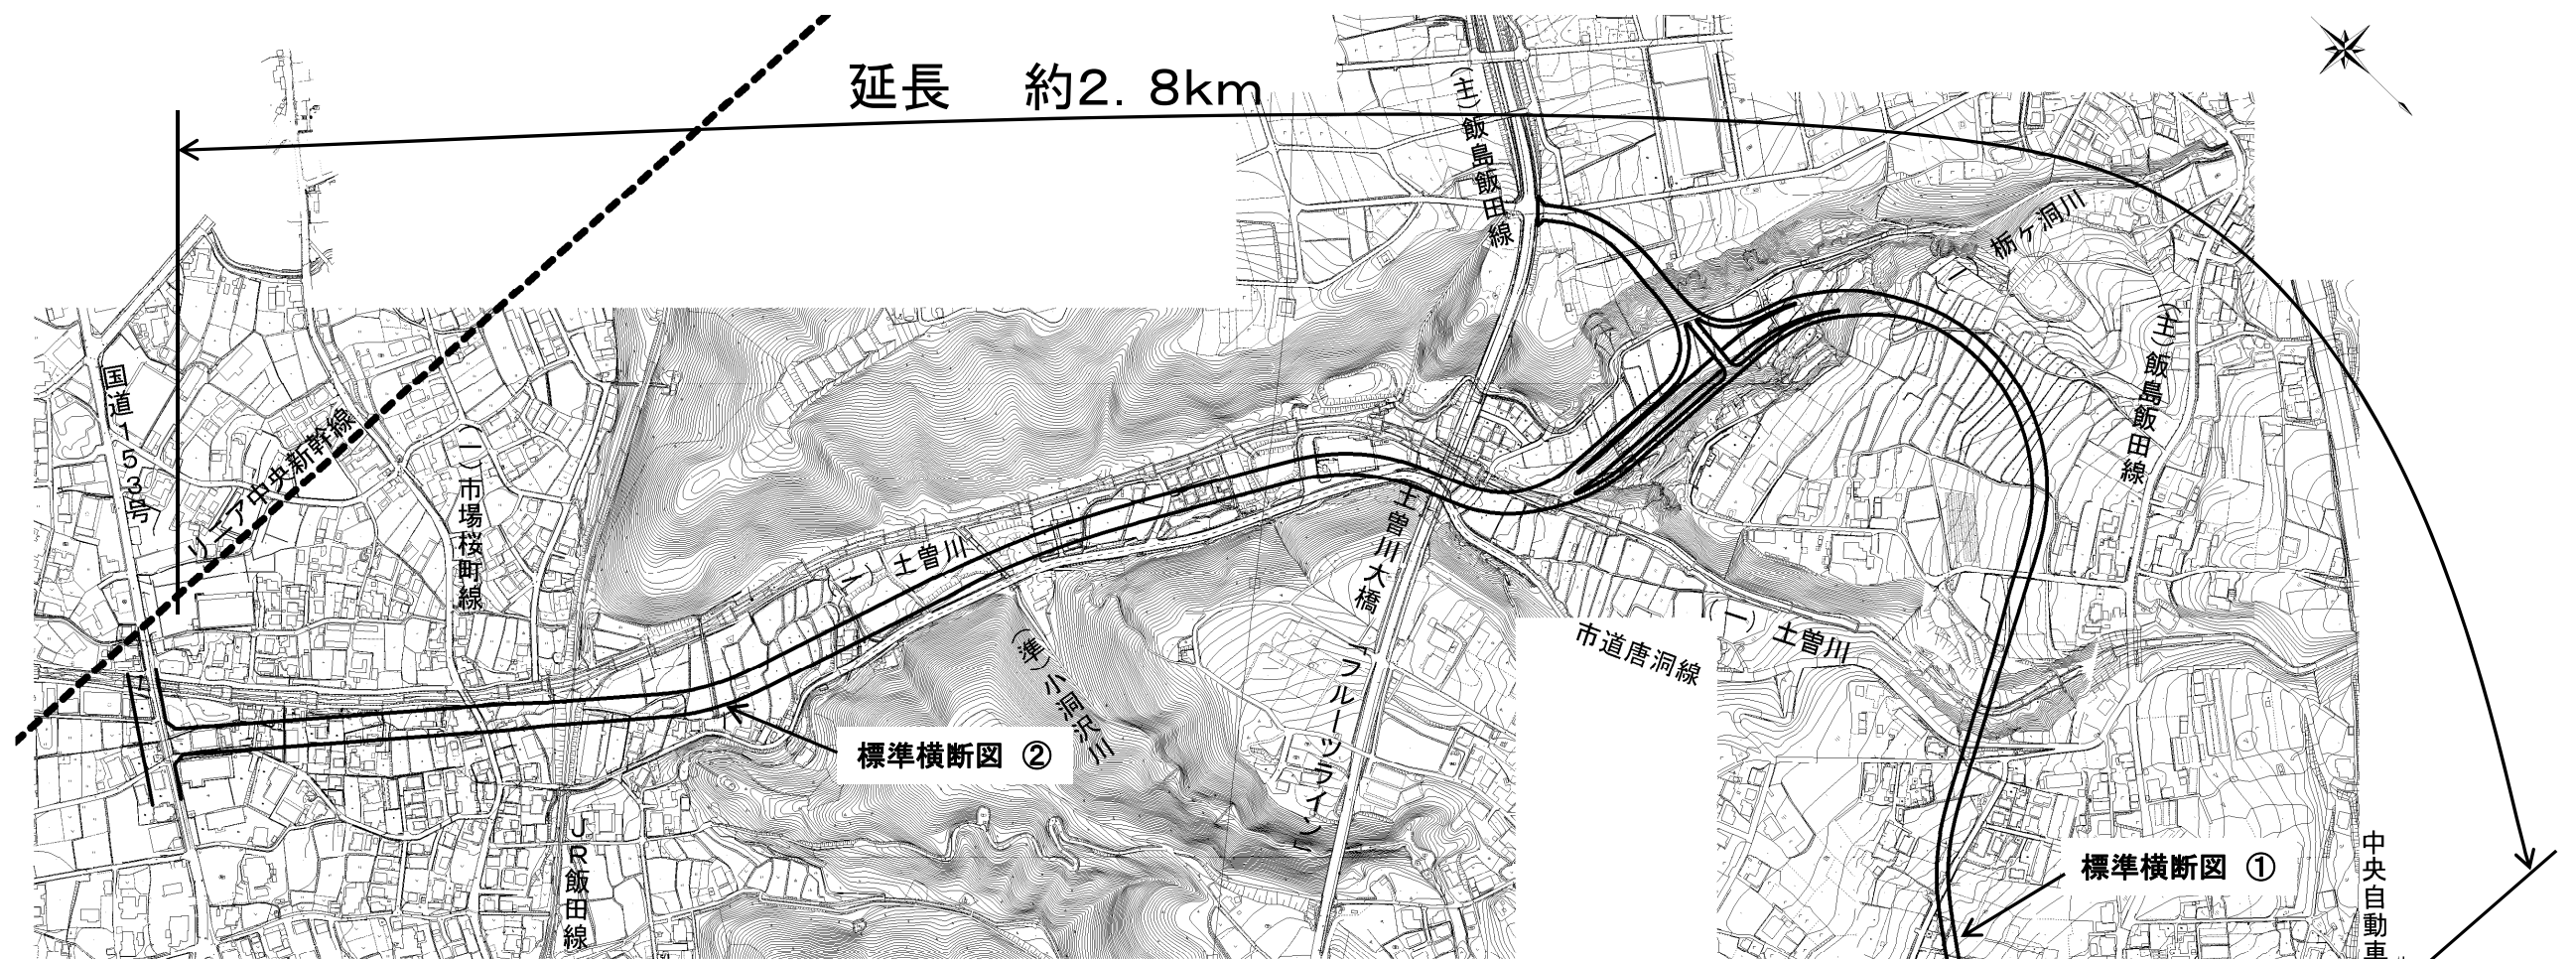 延長　約2．8km
(主)飯島飯田線
栃ヶ洞川
(主)飯島飯田線
国道153号
リニア中央新幹線
(一)市場桜町線
(一)土曽川
土曽川大橋
(フルーツライン)
(準)小洞沢川
市道唐洞線
(一)土曽川
標準横断図 ②
標準横断図 ①
JR飯田線
中央自動車